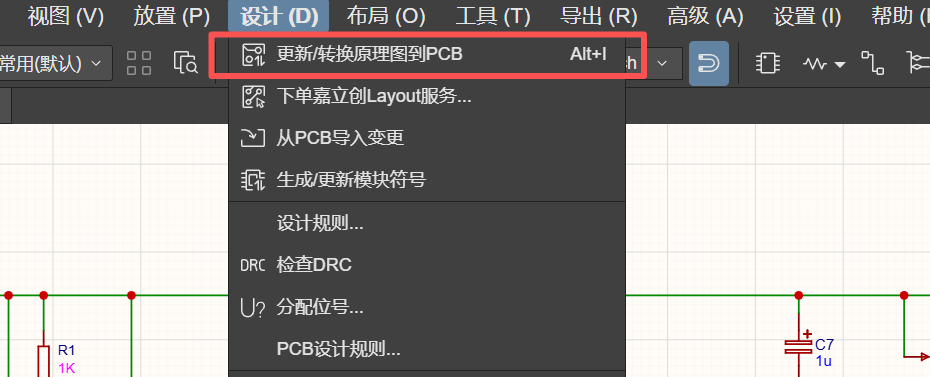 视图 (V) 放置 (P) 设计 (D) 布局 (O) 工具 (T) 导出 (R) 高级 (A) 设置 (I) 帮助 (
常用(默认) 更新/转换原理图到PCB Alt+I ch
下单嘉立创Layout服务...
从PCB导入变更
生成/更新模块符号
设计规则...
DRC 检查DRC
U? 分配位号...
PCB设计规则...
R1
1K
C7
1u